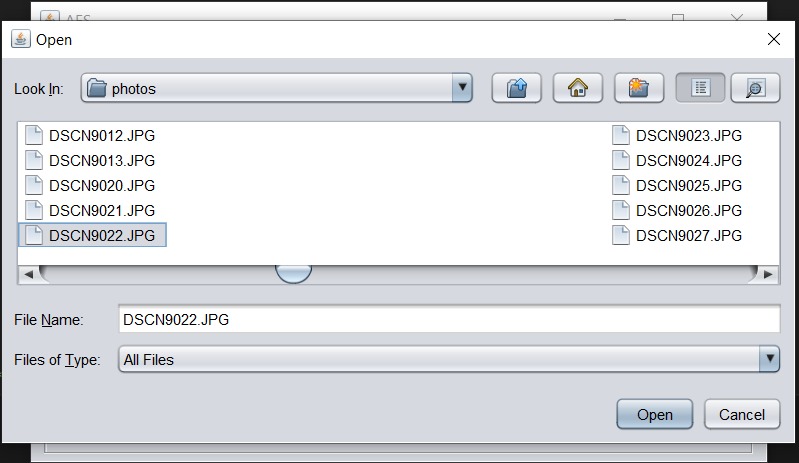 AES
Open
Look In: photos
DSCN9012.JPG
DSCN9013.JPG
DSCN9020.JPG
DSCN9021.JPG
DSCN9022.JPG
DSCN9023.JPG
DSCN9024.JPG
DSCN9025.JPG
DSCN9026.JPG
DSCN9027.JPG
File Name: DSCN9022.JPG
Files of Type: All Files
Open
Cancel